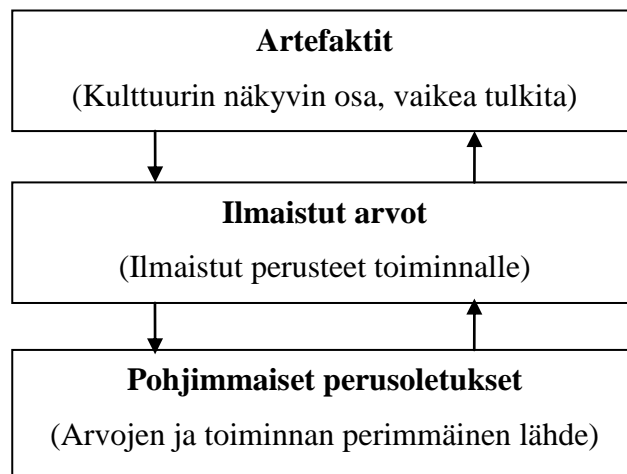 Artefaktit
(Kulttuurin näkyvin osa, vaikea tulkita)
Ilmaistut arvot
(Ilmaistut perusteet toiminnalle)
Pohjimmaiset perusoletukset
(Arvojen ja toiminnan perimmäinen lähde)